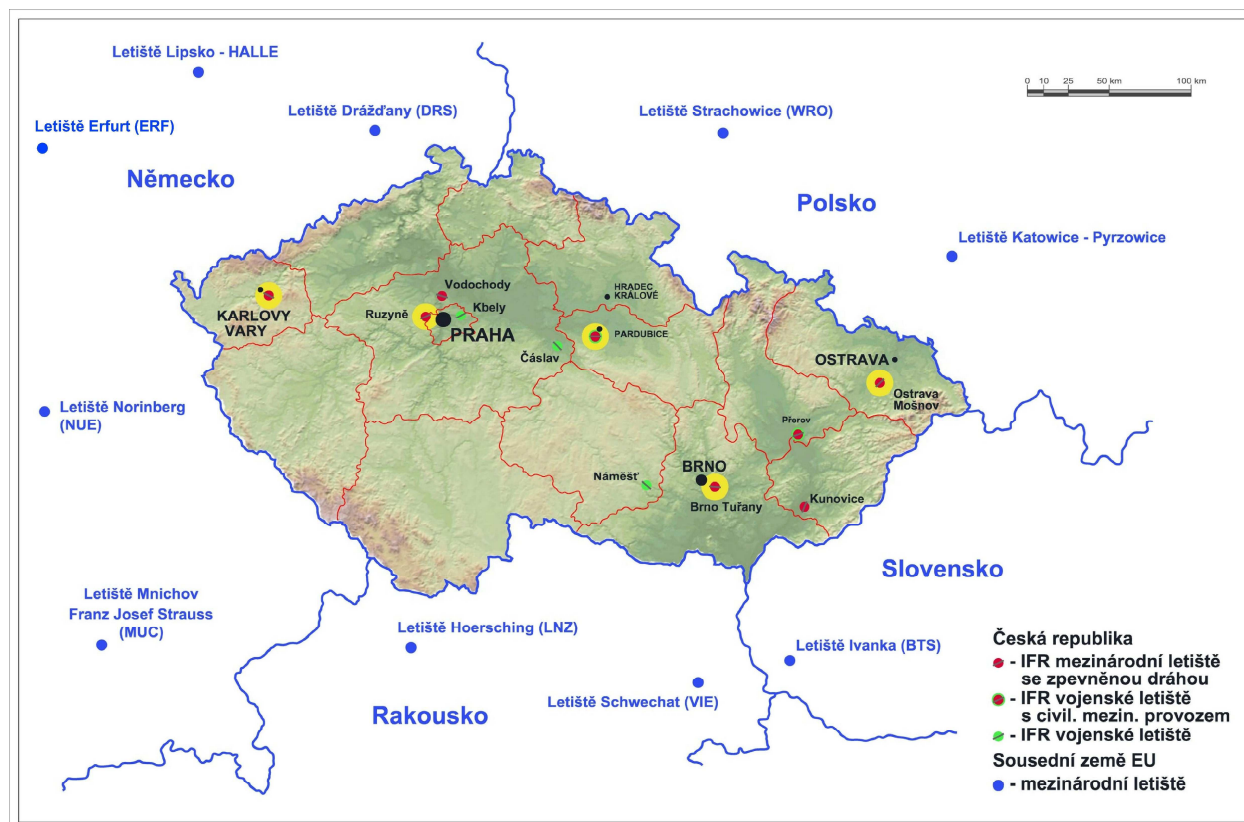 Letiště Lipsko - HALLE
0 10 25 50 km 100 km
Letiště Drážďany (DRS)
Letiště Strachowice (WRO)
Letiště Erfurt (ERF)
Německo
Polsko
Letiště Katowice - Pyrzowice
Vodochody
HRADEC
KRÁLOVÉ
Kbely
Ruzyně
KARLOVY
VARY
PRAHA
PARDUBICE
Čáslav
OSTRAVA
Ostrava
Mošnov
Letiště Norinberg
(NUE)
Přerov
BRNO
Náměšť
Brno Tuřany
Kunovice
Slovensko
Letiště Mnichov
Franz Josef Strauss
(MUC)
Letiště Hoersching (LNZ)
Letiště Ivanka (BTS)
Letiště Schwechat (VIE)
Rakousko
Česká republika
- IFR mezinárodní letiště
se zpevněnou dráhou
- IFR vojenské letiště
s civil. mezin. provozem
- IFR vojenské letiště
Sousední země EU
- mezinárodní letiště